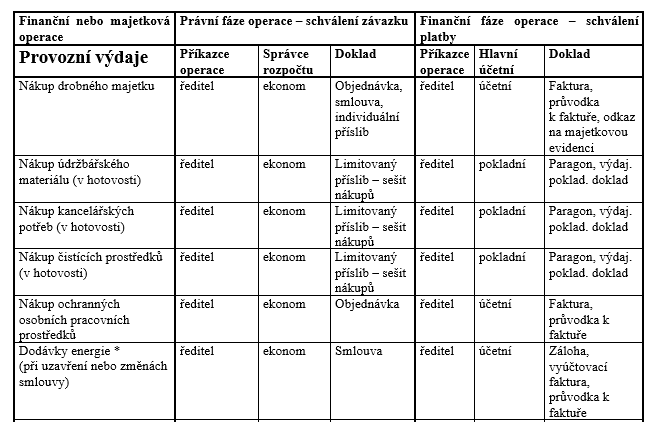 Finanční nebo majetková operace
Právní fáze operace – schválení závazku
Finanční fáze operace – schválení platby
Provozní výdaje
Příkazce operace
Správce rozpočtu
Doklad
Příkazce operace
Hlavní účetní
Doklad
Nákup drobného majetku
ředitel
ekonom
Objednávka,
smlouva,
individuální
příslib
ředitel
účetní
Faktura,
průvodka
k faktuře, odkaz
na majetkovou
evidenci
Nákup údržbářského
materiálu (v hotovosti)
ředitel
ekonom
Limitovaný
příslib – sešit
nákupů
ředitel
pokladní
Paragon, výdaj.
poklad. doklad
Nákup kancelářských
potřeb (v hotovosti)
ředitel
ekonom
Limitovaný
příslib – sešit
nákupů
ředitel
pokladní
Paragon, výdaj.
poklad. doklad
Nákup čistících prostředků
(v hotovosti)
ředitel
ekonom
Limitovaný
příslib – sešit
nákupů
ředitel
pokladní
Paragon, výdaj.
poklad. doklad
Nákup ochranných
osobních pracovních
prostředků
ředitel
ekonom
Objednávka
ředitel
účetní
Faktura,
průvodka k
faktuře
Dodávky energie *
(při uzavření nebo změnách
smlouvy)
ředitel
ekonom
Smlouva
ředitel
účetní
Záloha,
vyúčtovací
faktura,
průvodka k
faktuře